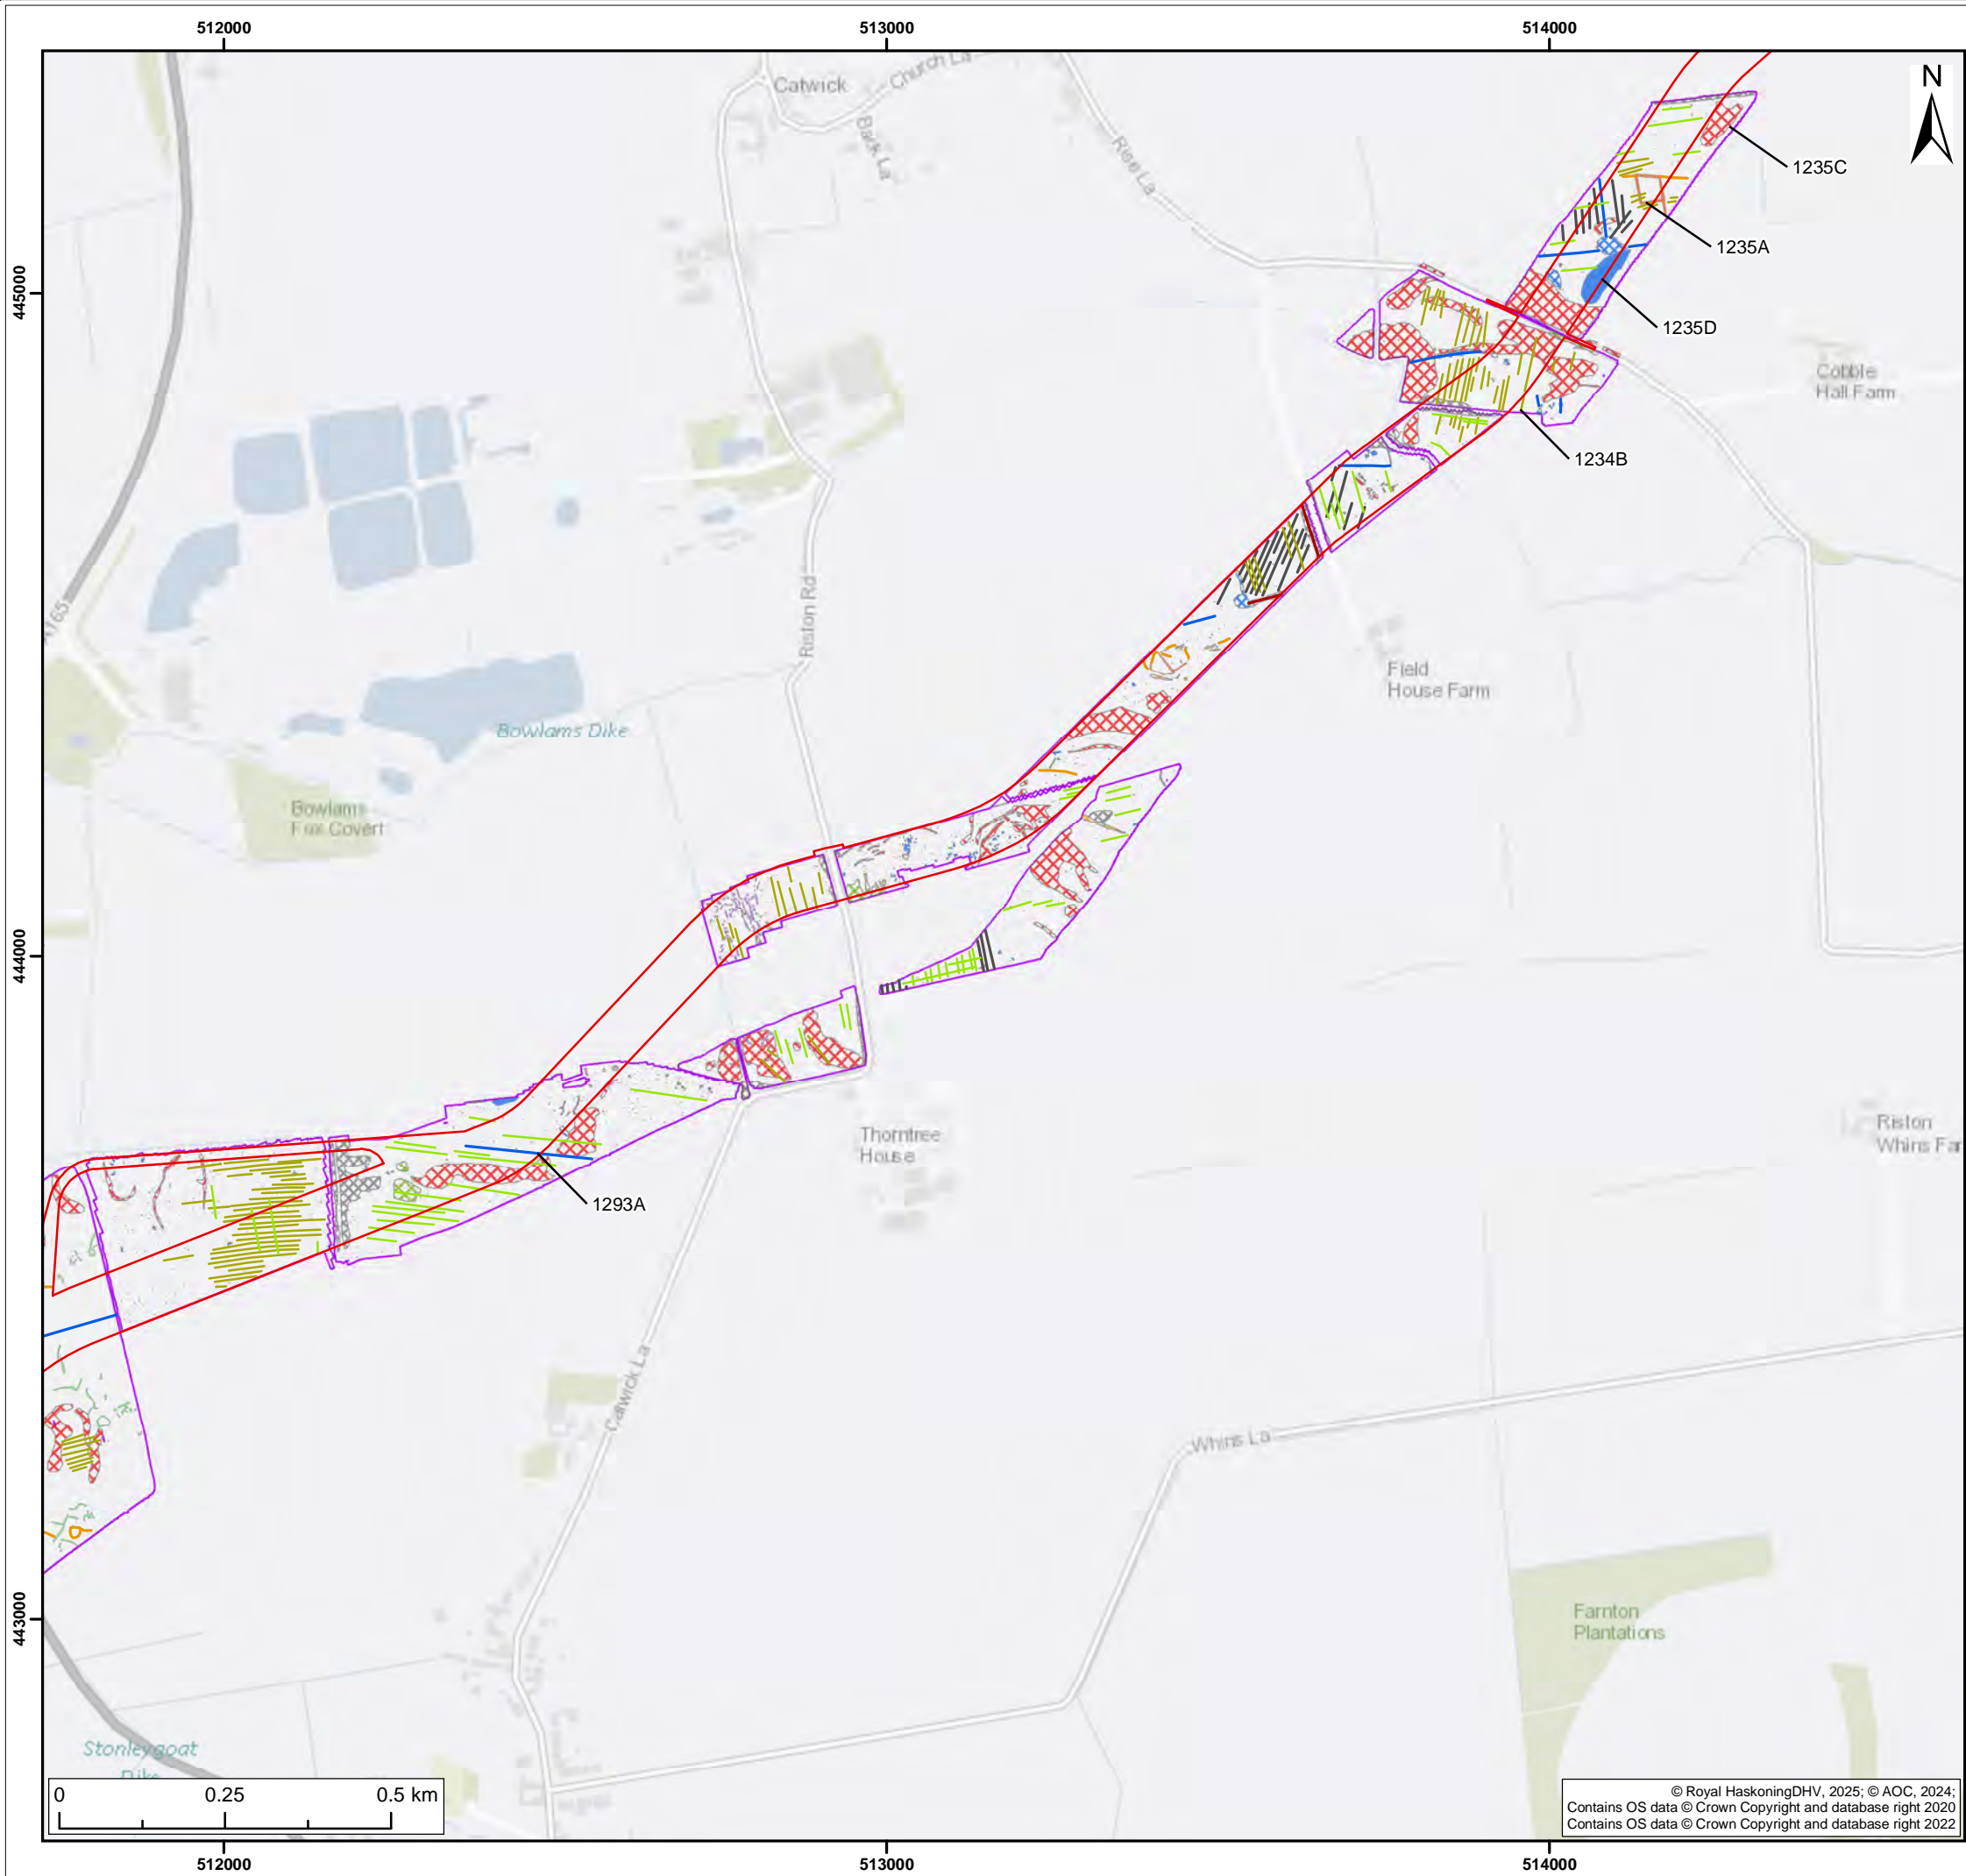 512000
513000
514000
N
Catwick
Church La
Back La
Rise La
1235C
1235A
445000
1235D
Cobble
Hall Farm
1234B
A165
Riston Rd
Field
House Farm
Bowlams Dike
Bowlams
Fox Covert
444000
Thorntree
House
Riston
Whins Far
1293A
Catwick La
Whins La
443000
Farnton
Plantations
Stonleygoat
Dike
0
0.25
0.5 km
© Royal HaskoningDHV, 2025; © AOC, 2024;
Contains OS data © Crown Copyright and database right 2020
Contains OS data © Crown Copyright and database right 2022
512000
513000
514000